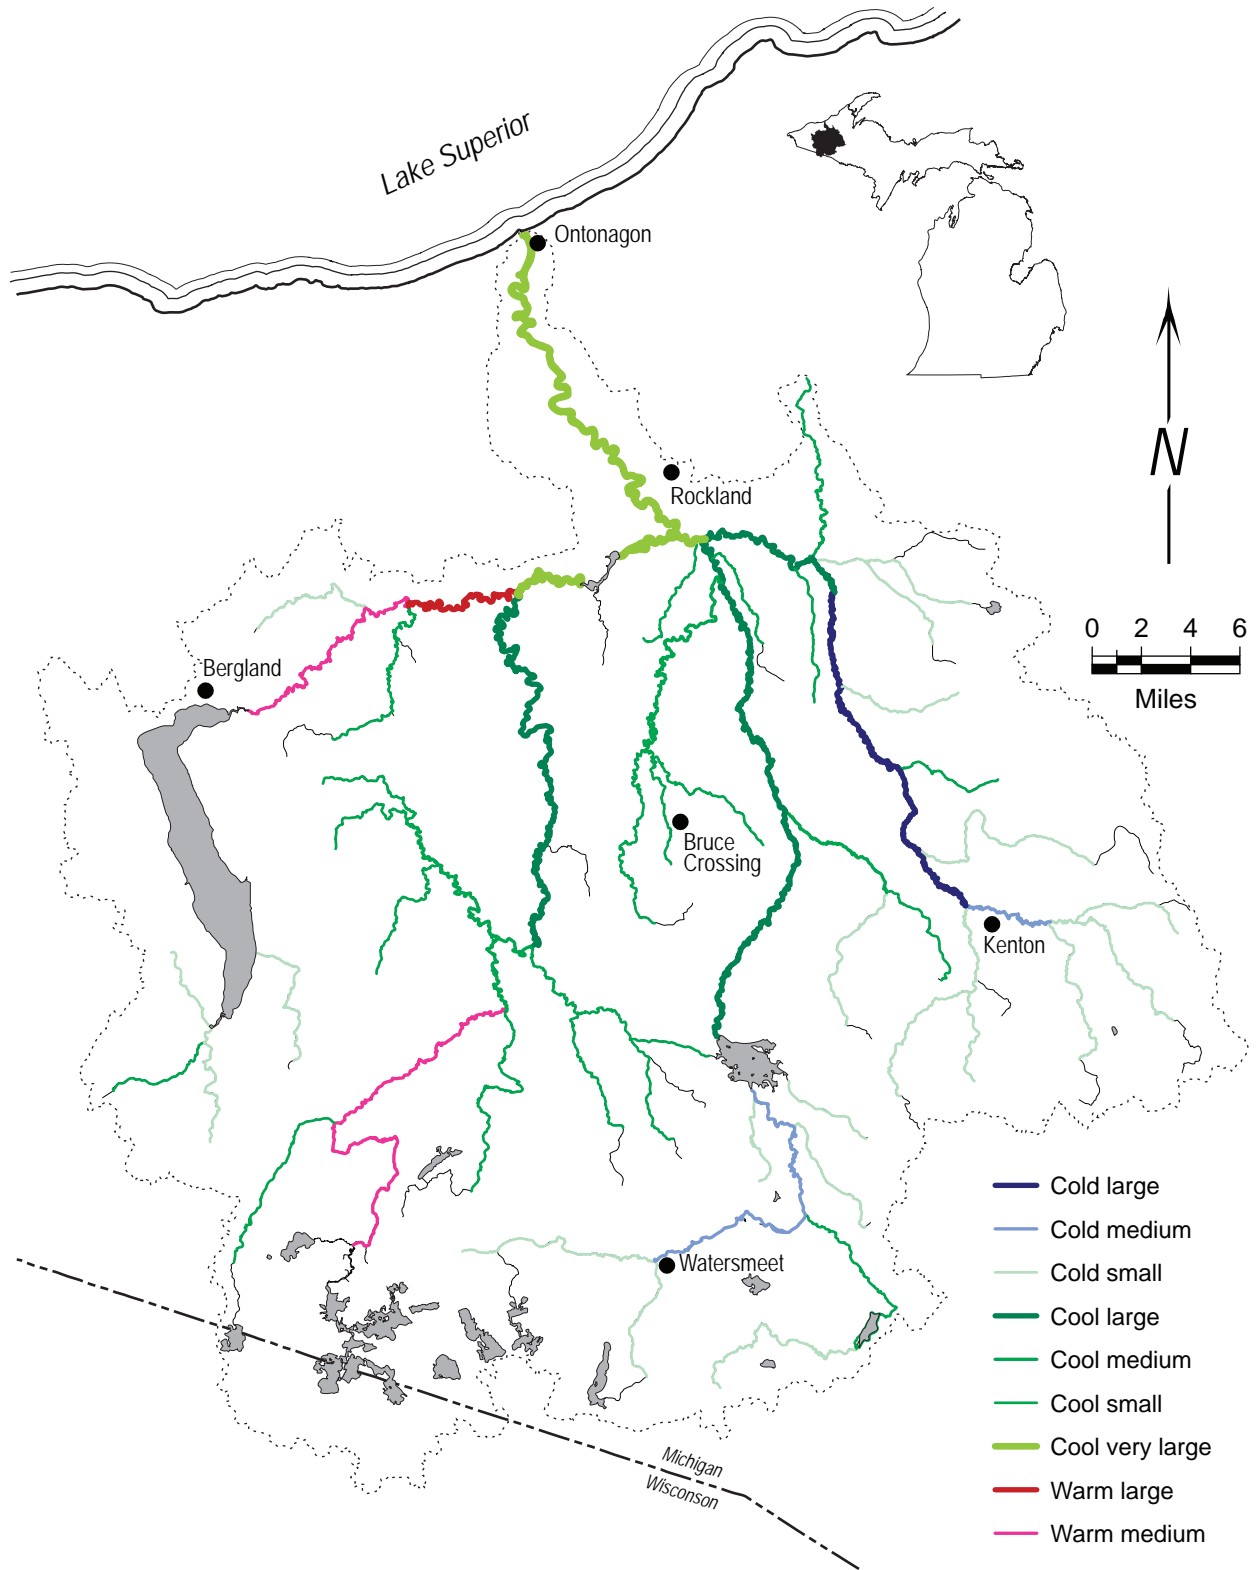 Lake Superior
Ontonagon
Rockland
N
0 2 4 6
Miles
Bergland
Bruce
Crossing
Kenton
Watersmeet
Cold large
Cold medium
Cold small
Cool large
Cool medium
Cool small
Cool very large
Warm large
Warm medium
Michigan
Wisconson